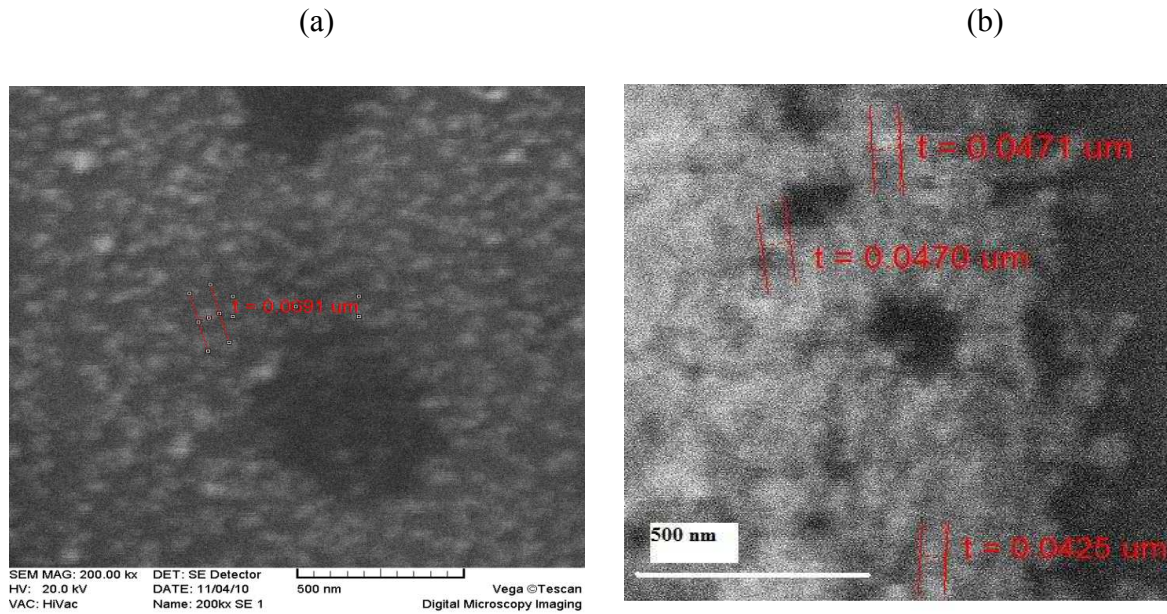 (a)
(b)
t = 0.0691 um
SEM MAG: 200.00 kx DET: SE Detector
HV: 20.0 kV DATE: 11/04/10 500 nm Vega ©Tescan
VAC: HiVac Name: 200kx SE 1 Digital Microscopy Imaging
t = 0.0471 um
t = 0.0470 um
500 nm
t = 0.0425 um